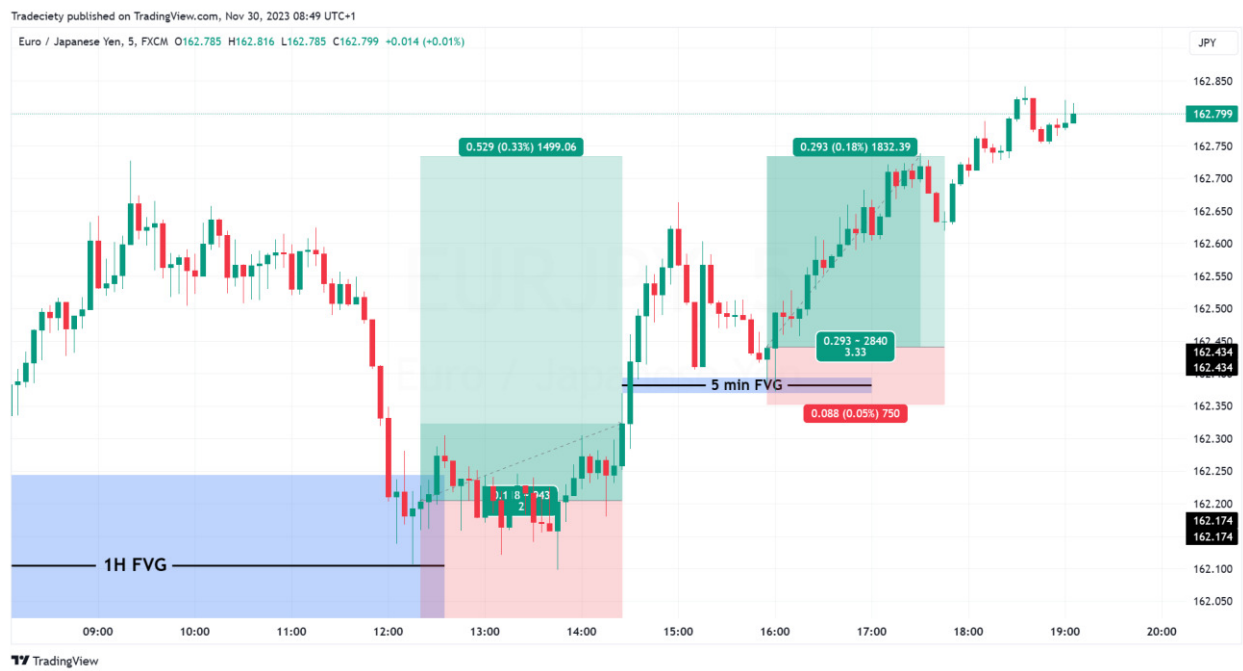 Tradeciety published on TradingView.com, Nov 30, 2023 08:49 UTC+1
Euro / Japanese Yen, 5, FXCM O162.785 H162.816 L162.785 C162.799 +0.014 (+0.01%)
JPY
162.850
162.799
0.529 (0.33%) 1499.06
0.293 (0.18%) 1832.39
162.750
162.700
162.650
162.600
162.550
162.500
162.450
0.293 ~ 2840
3.33
162.434
162.434
5 min FVG
0.088 (0.05%) 750
162.350
162.300
162.250
162.200
2
162.174
162.174
1H FVG
162.100
162.050
09:00 10:00 11:00 12:00 13:00 14:00 15:00 16:00 17:00 18:00 19:00 20:00
TradingView